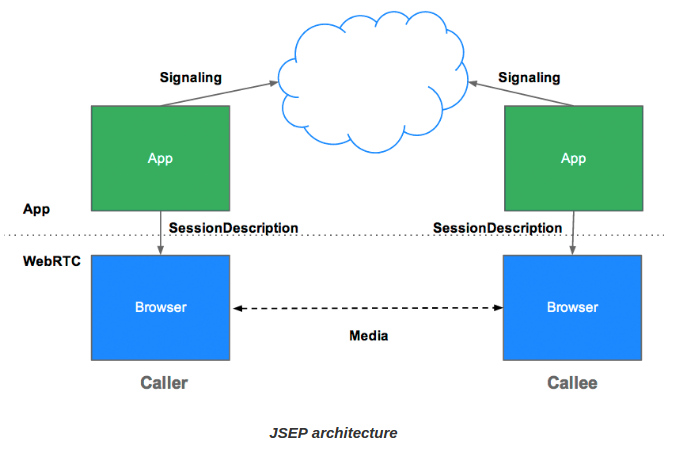 Signaling
Signaling
App
App
App
SessionDescription
SessionDescription
WebRTC
Browser
Browser
Media
Caller
Callee
JSEP architecture